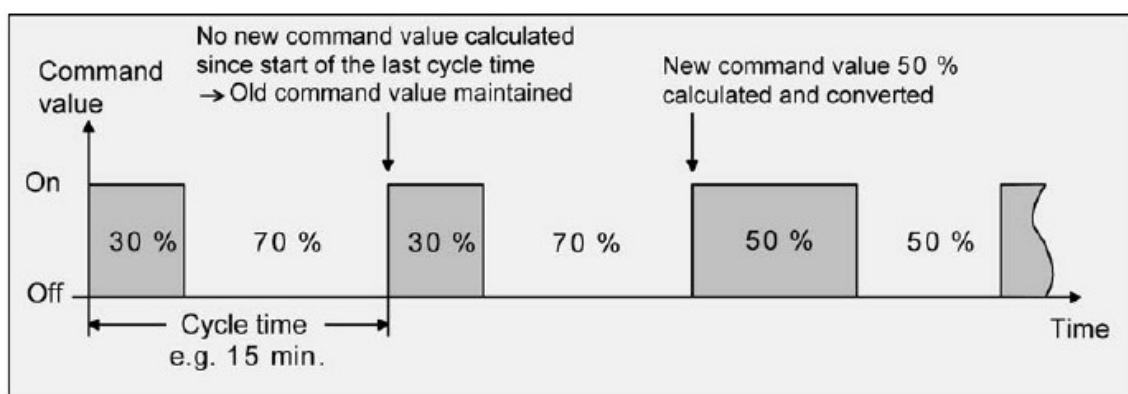 No new command value calculated
since start of the last cycle time
→ Old command value maintained
Command
value
New command value 50 %
calculated and converted
On
30 %
70 %
30 %
70 %
50 %
50 %
Off
Cycle time
e.g. 15 min.
Time